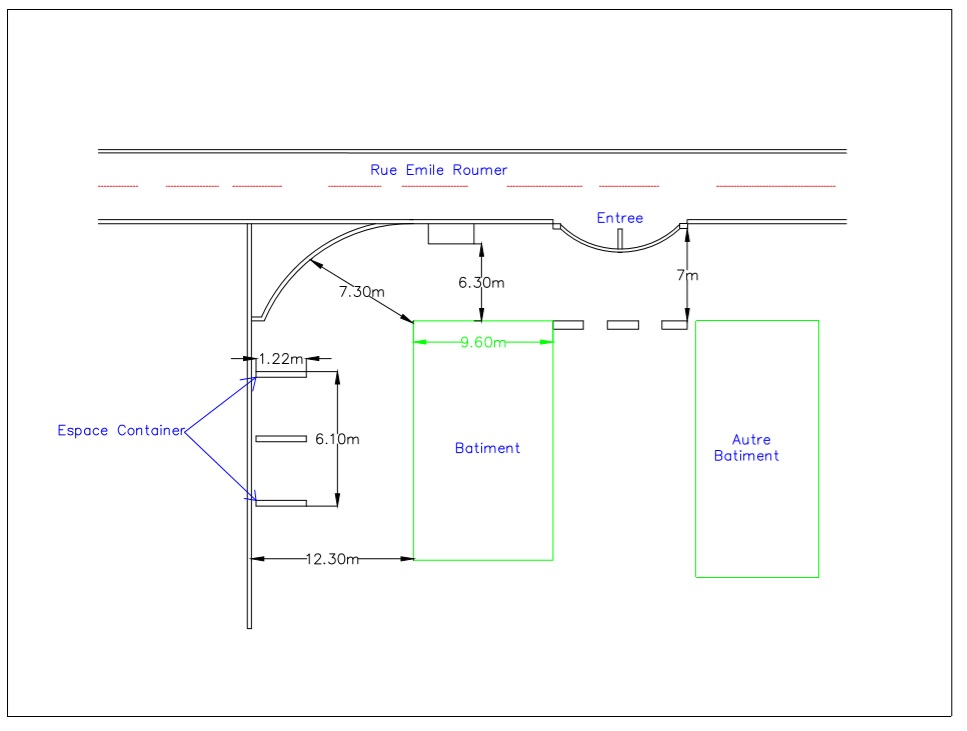 Rue Emile Roumer
Entree
7.30m
6.30m
7m
9.60m
1.22m
Espace Container
6.10m
Batiment
Autre
Batiment
12.30m